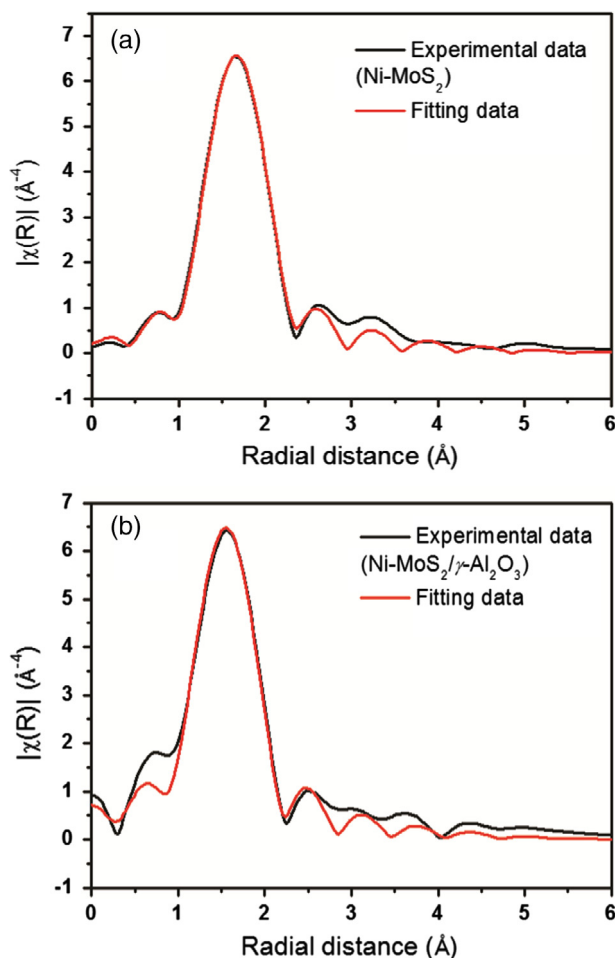 (a)
Experimental data
(Ni-MoS₂)
Fitting data
|χ(R)| (Å⁻⁴)
7
6
5
4
3
2
1
0
-1
0 1 2 3 4 5 6
Radial distance (Å)
(b)
Experimental data
(Ni-MoS₂/γ-Al₂O₃)
Fitting data
|χ(R)| (Å⁻⁴)
7
6
5
4
3
2
1
0
-1
0 1 2 3 4 5 6
Radial distance (Å)